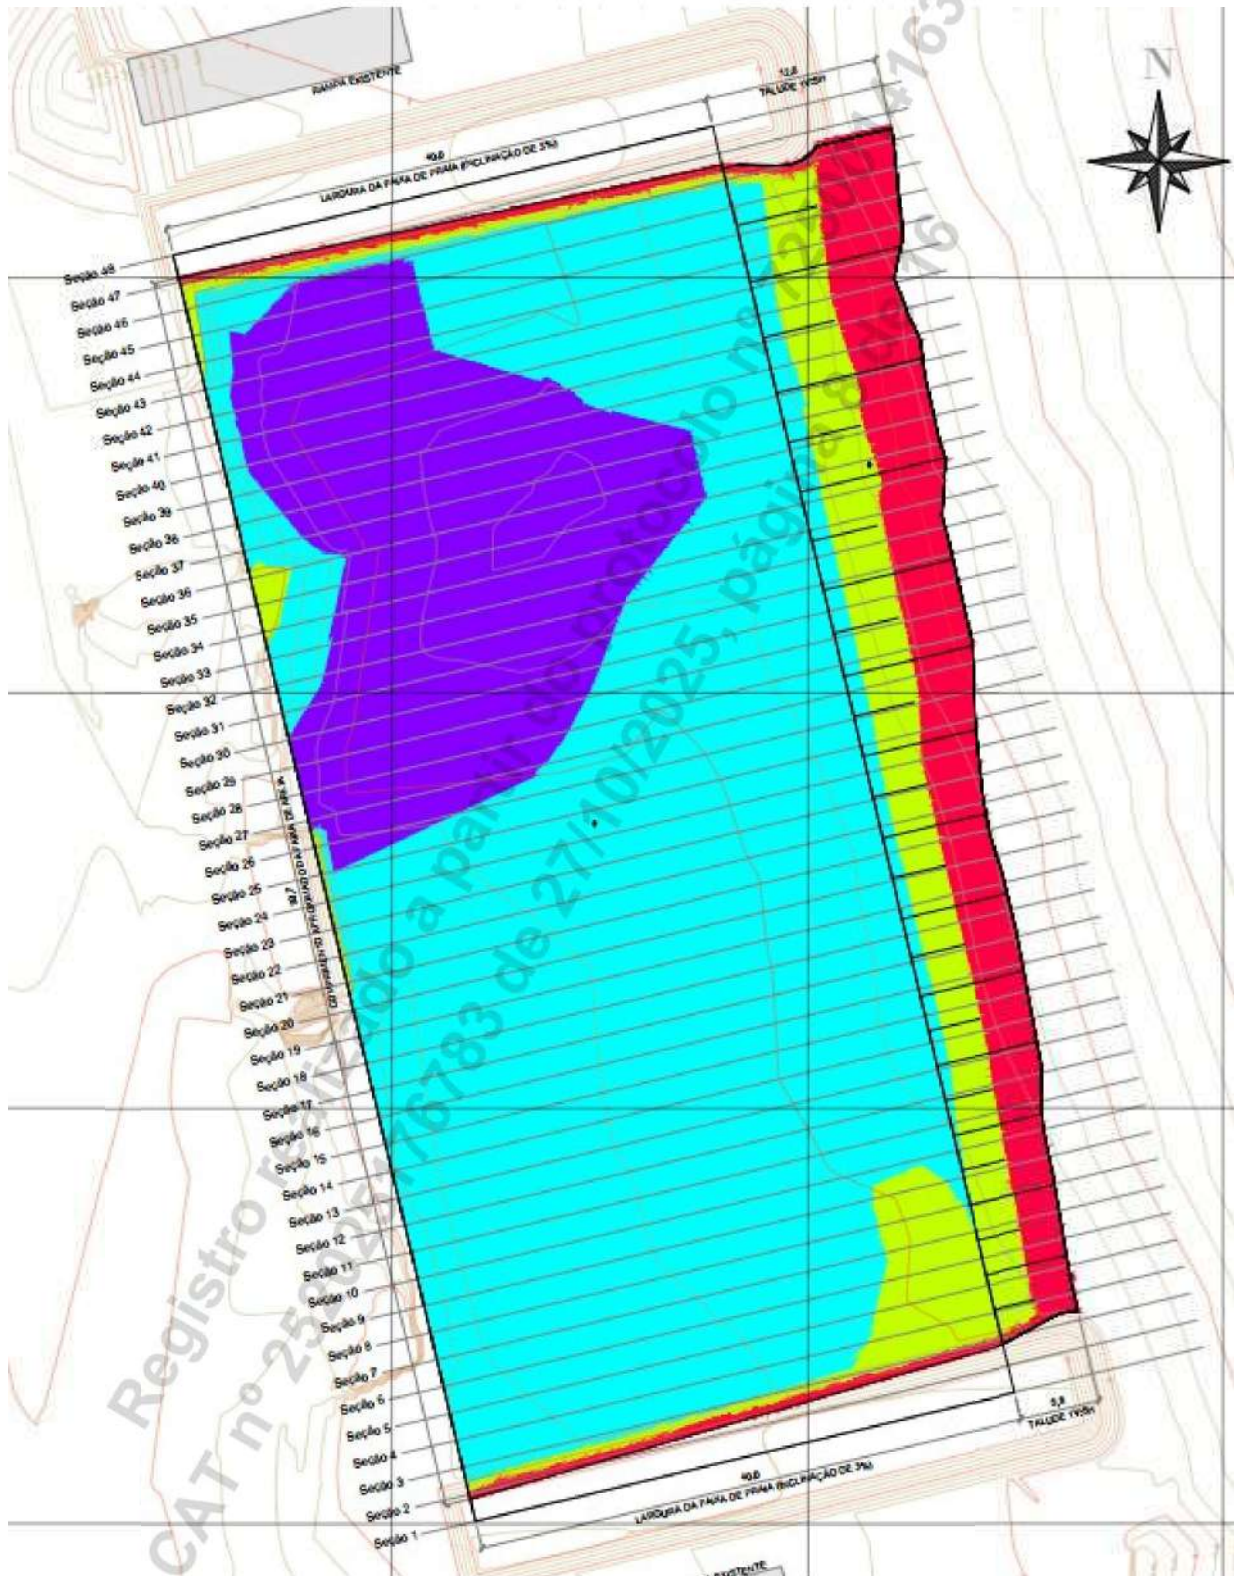 N
RAMPA EXISTENTE
12,8
TALUDE 1V:5H
40,0
LARGURA DA FAIXA DE PRAIA (INCLINAÇÃO DE 3%)
Seção 48
Seção 47
Seção 46
Seção 45
Seção 44
Seção 43
Seção 42
Seção 41
Seção 40
Seção 39
Seção 38
Seção 37
Seção 36
Seção 35
Seção 34
Seção 33
Seção 32
Seção 31
Seção 30
Seção 29
Seção 28
Seção 27
Seção 26
Seção 25
Seção 24
Seção 23
Seção 22
Seção 21
Seção 20
Seção 19
Seção 18
Seção 17
Seção 16
Seção 15
Seção 14
Seção 13
Seção 12
Seção 11
Seção 10
Seção 9
Seção 8
Seção 7
Seção 6
Seção 5
Seção 4
Seção 3
Seção 2
Seção 1
DA FAIXA DE AREIA
5,8
TALUDE 1V:5H
40,0
LARGURA DA FAIXA DE PRAIA (INCLINAÇÃO DE 3%)
EXISTENTE
Registro realizado a partir do protocolo nº
CAT nº de 27/10/2025, página 8 de 16